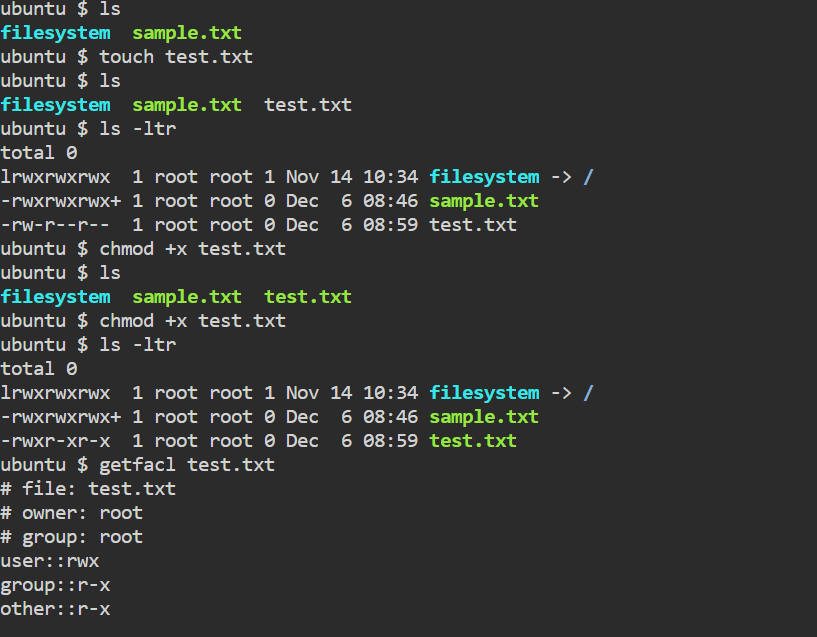 ubuntu $ ls
filesystem  sample.txt
ubuntu $ touch test.txt
ubuntu $ ls
filesystem  sample.txt  test.txt
ubuntu $ ls -ltr
total 0
lrwxrwxrwx  1 root root 1 Nov 14 10:34 filesystem -> /
-rwxrwxrwx+ 1 root root 0 Dec  6 08:46 sample.txt
-rw-r--r--  1 root root 0 Dec  6 08:59 test.txt
ubuntu $ chmod +x test.txt
ubuntu $ ls
filesystem  sample.txt  test.txt
ubuntu $ chmod +x test.txt
ubuntu $ ls -ltr
total 0
lrwxrwxrwx  1 root root 1 Nov 14 10:34 filesystem -> /
-rwxrwxrwx+ 1 root root 0 Dec  6 08:46 sample.txt
-rwxr-xr-x  1 root root 0 Dec  6 08:59 test.txt
ubuntu $ getfacl test.txt
# file: test.txt
# owner: root
# group: root
user::rwx
group::r-x
other::r-x